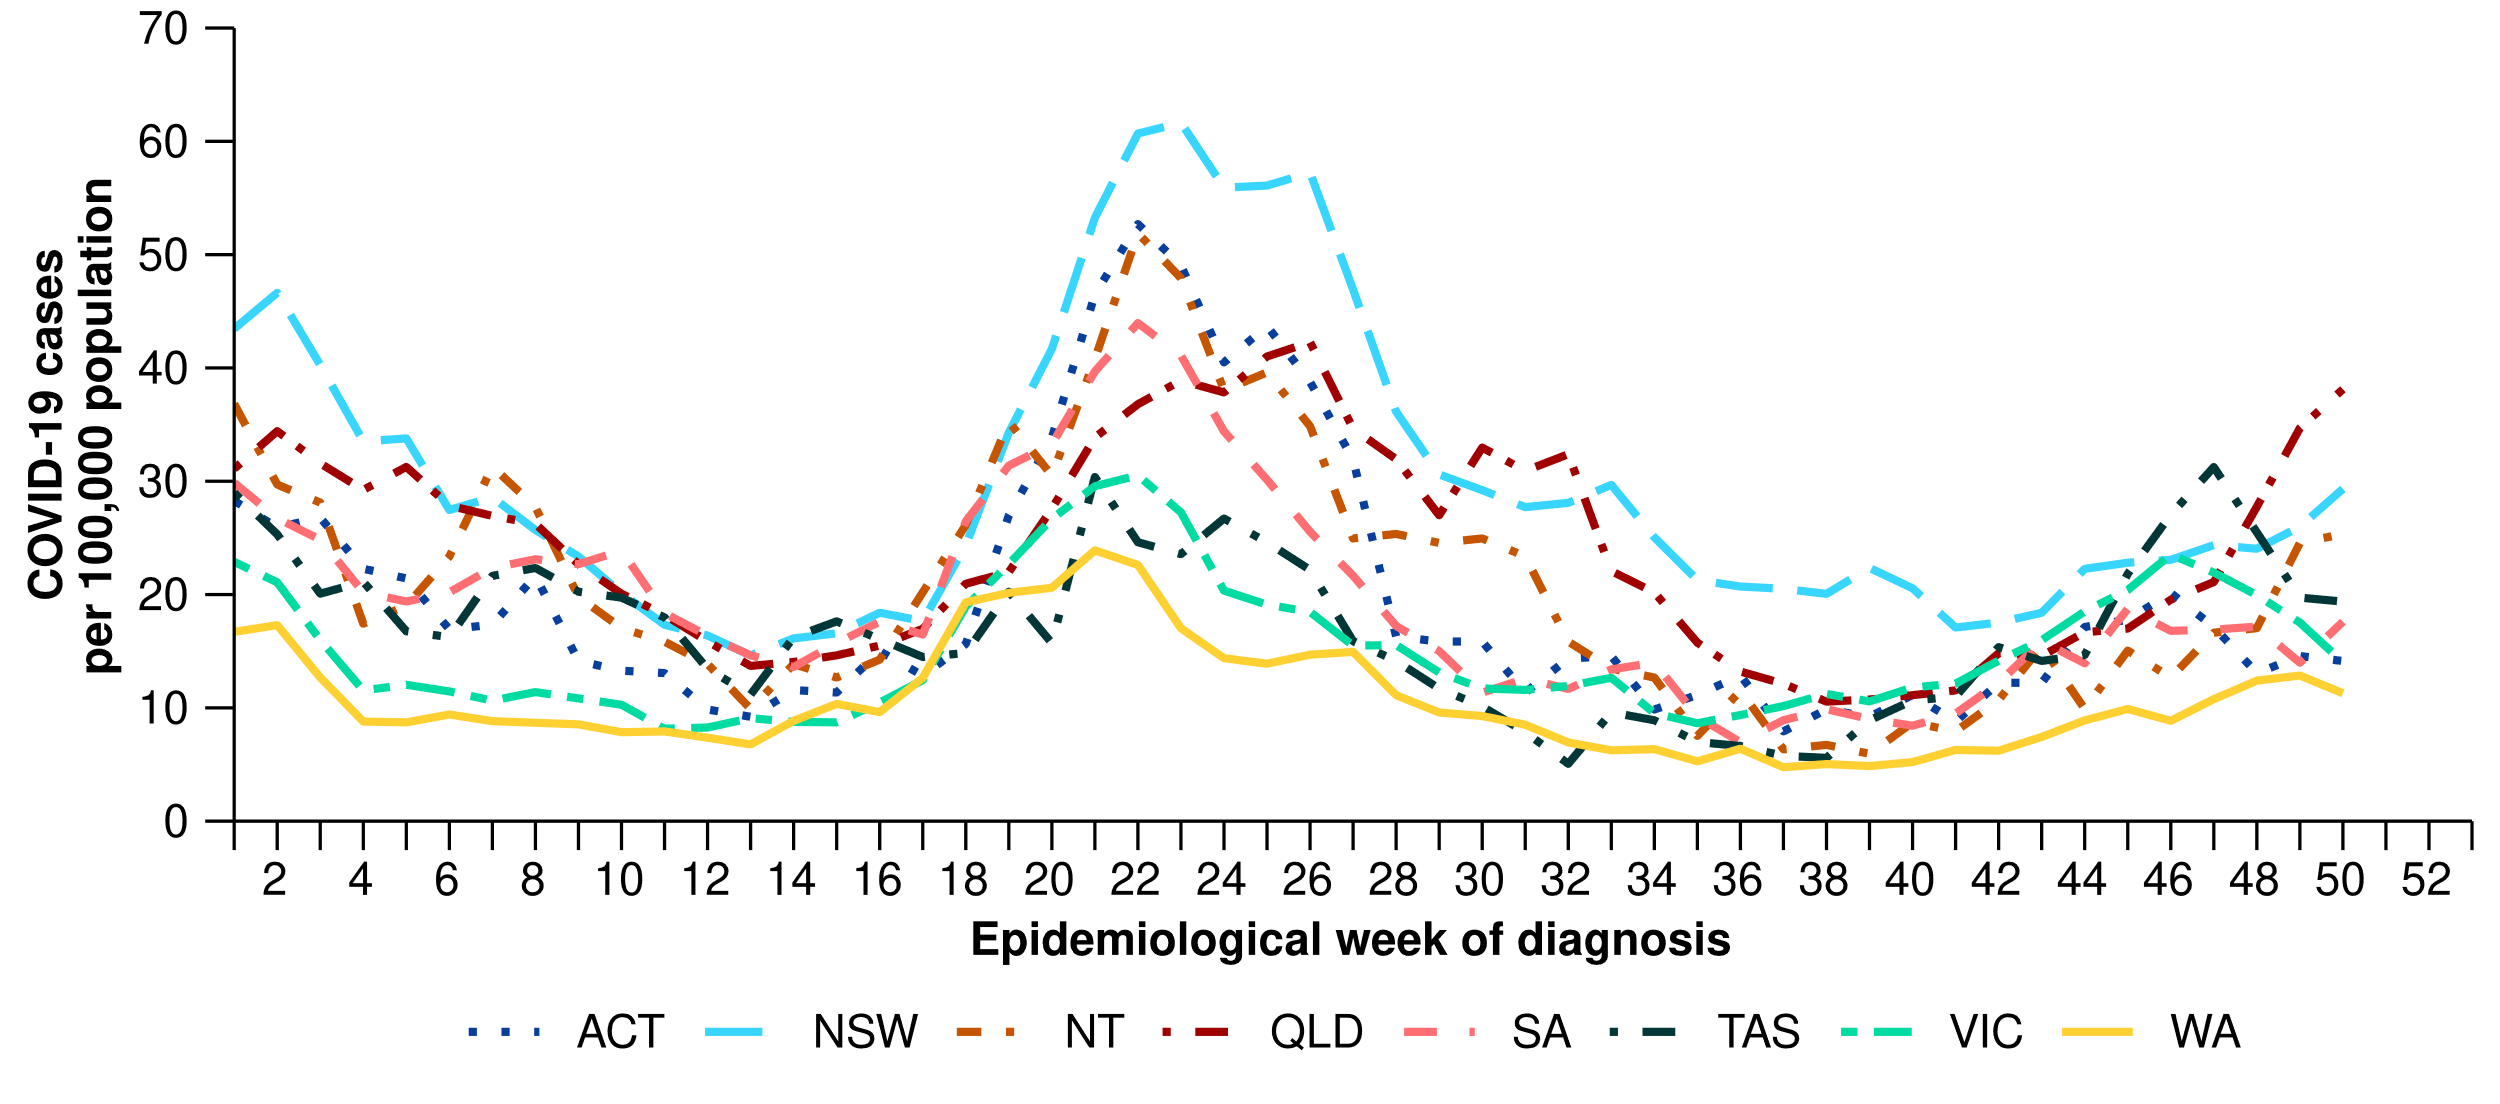 COVID-19 cases
per 100,000 population
70
60
50
40
30
20
10
0
2 4 6 8 10 12 14 16 18 20 22 24 26 28 30 32 34 36 38 40 42 44 46 48 50 52
Epidemiological week of diagnosis
ACT NSW NT QLD SA TAS VIC WA